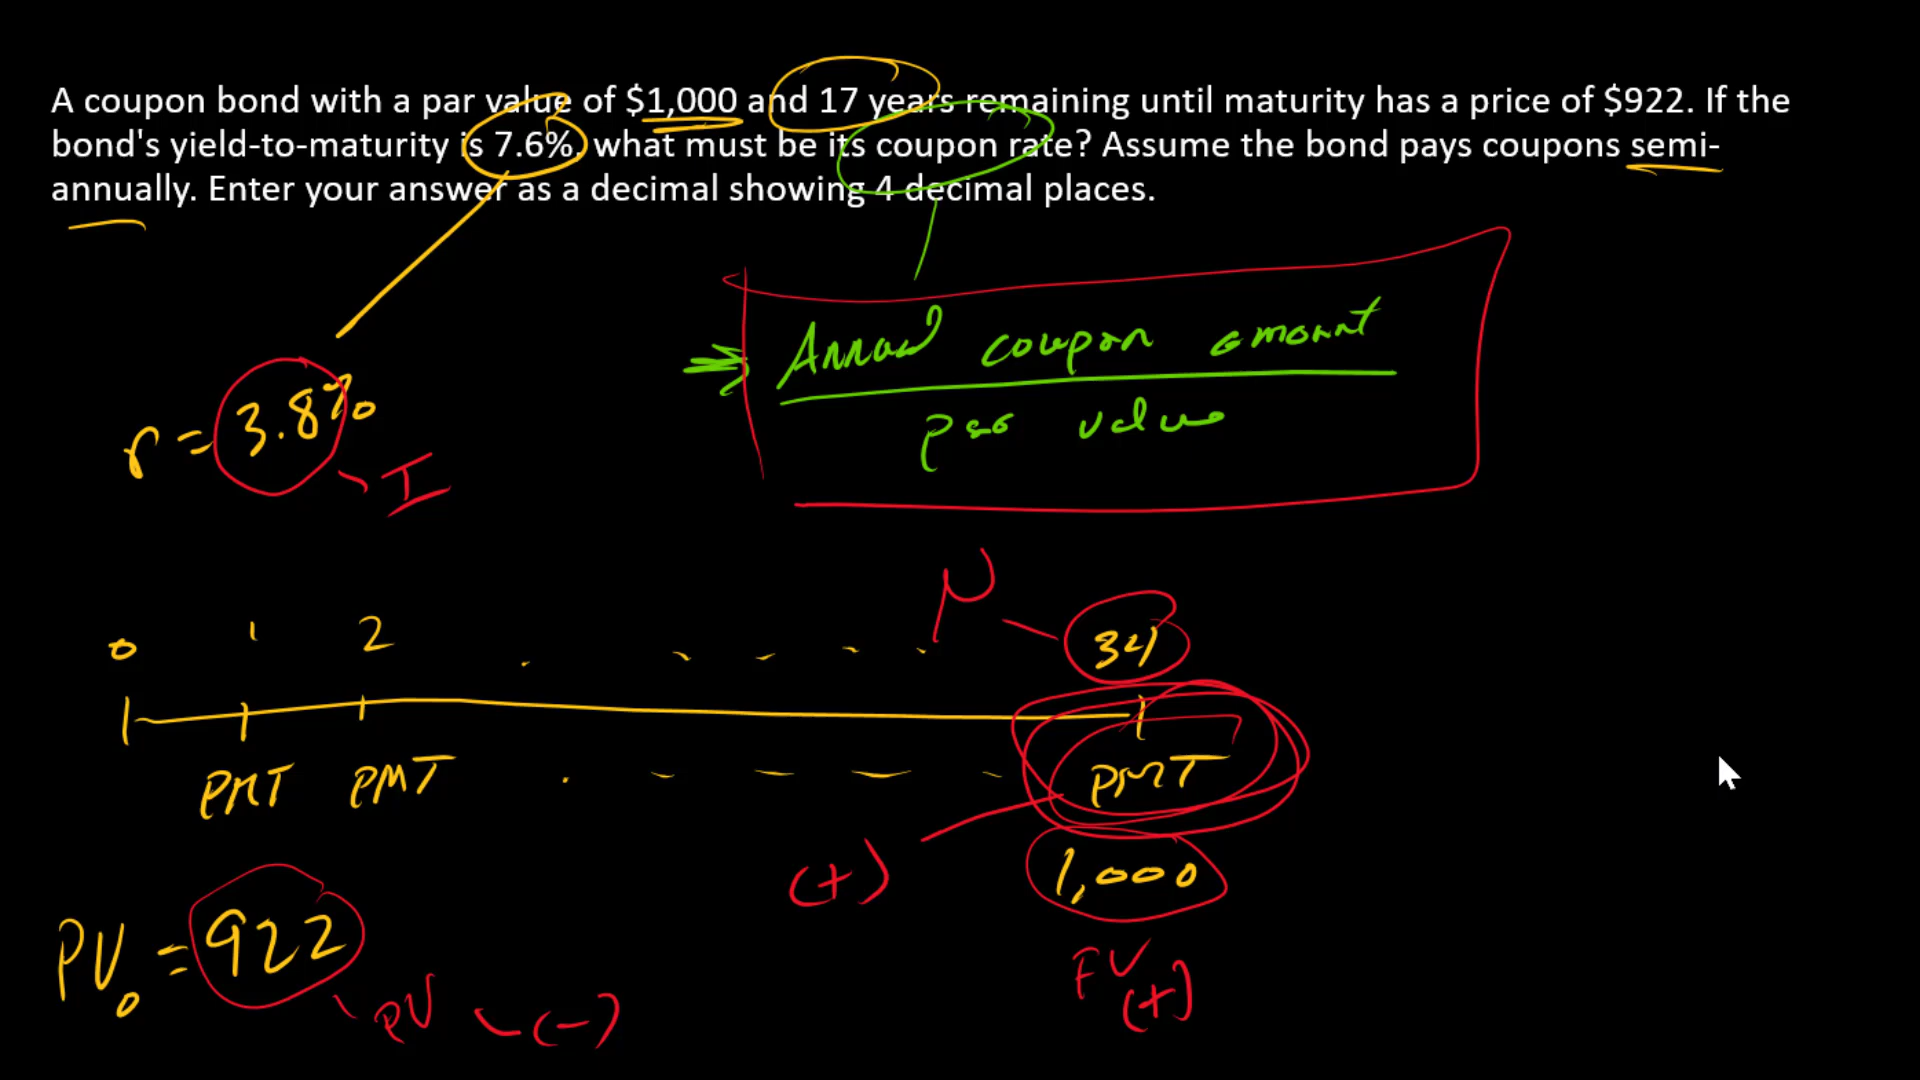 A coupon bond with a par value of $1,000 and 17 years remaining until maturity has a price of $922. If the
bond's yield-to-maturity is 7.6%, what must be its coupon rate? Assume the bond pays coupons semi-
annually. Enter your answer as a decimal showing 4 decimal places.
Annual coupon amount
par value
r = 3.8%
I
N
0 1 2 34
PMT PMT PMT
(+) 1,000
PV0 = 922
FV
(+)
PV (-)